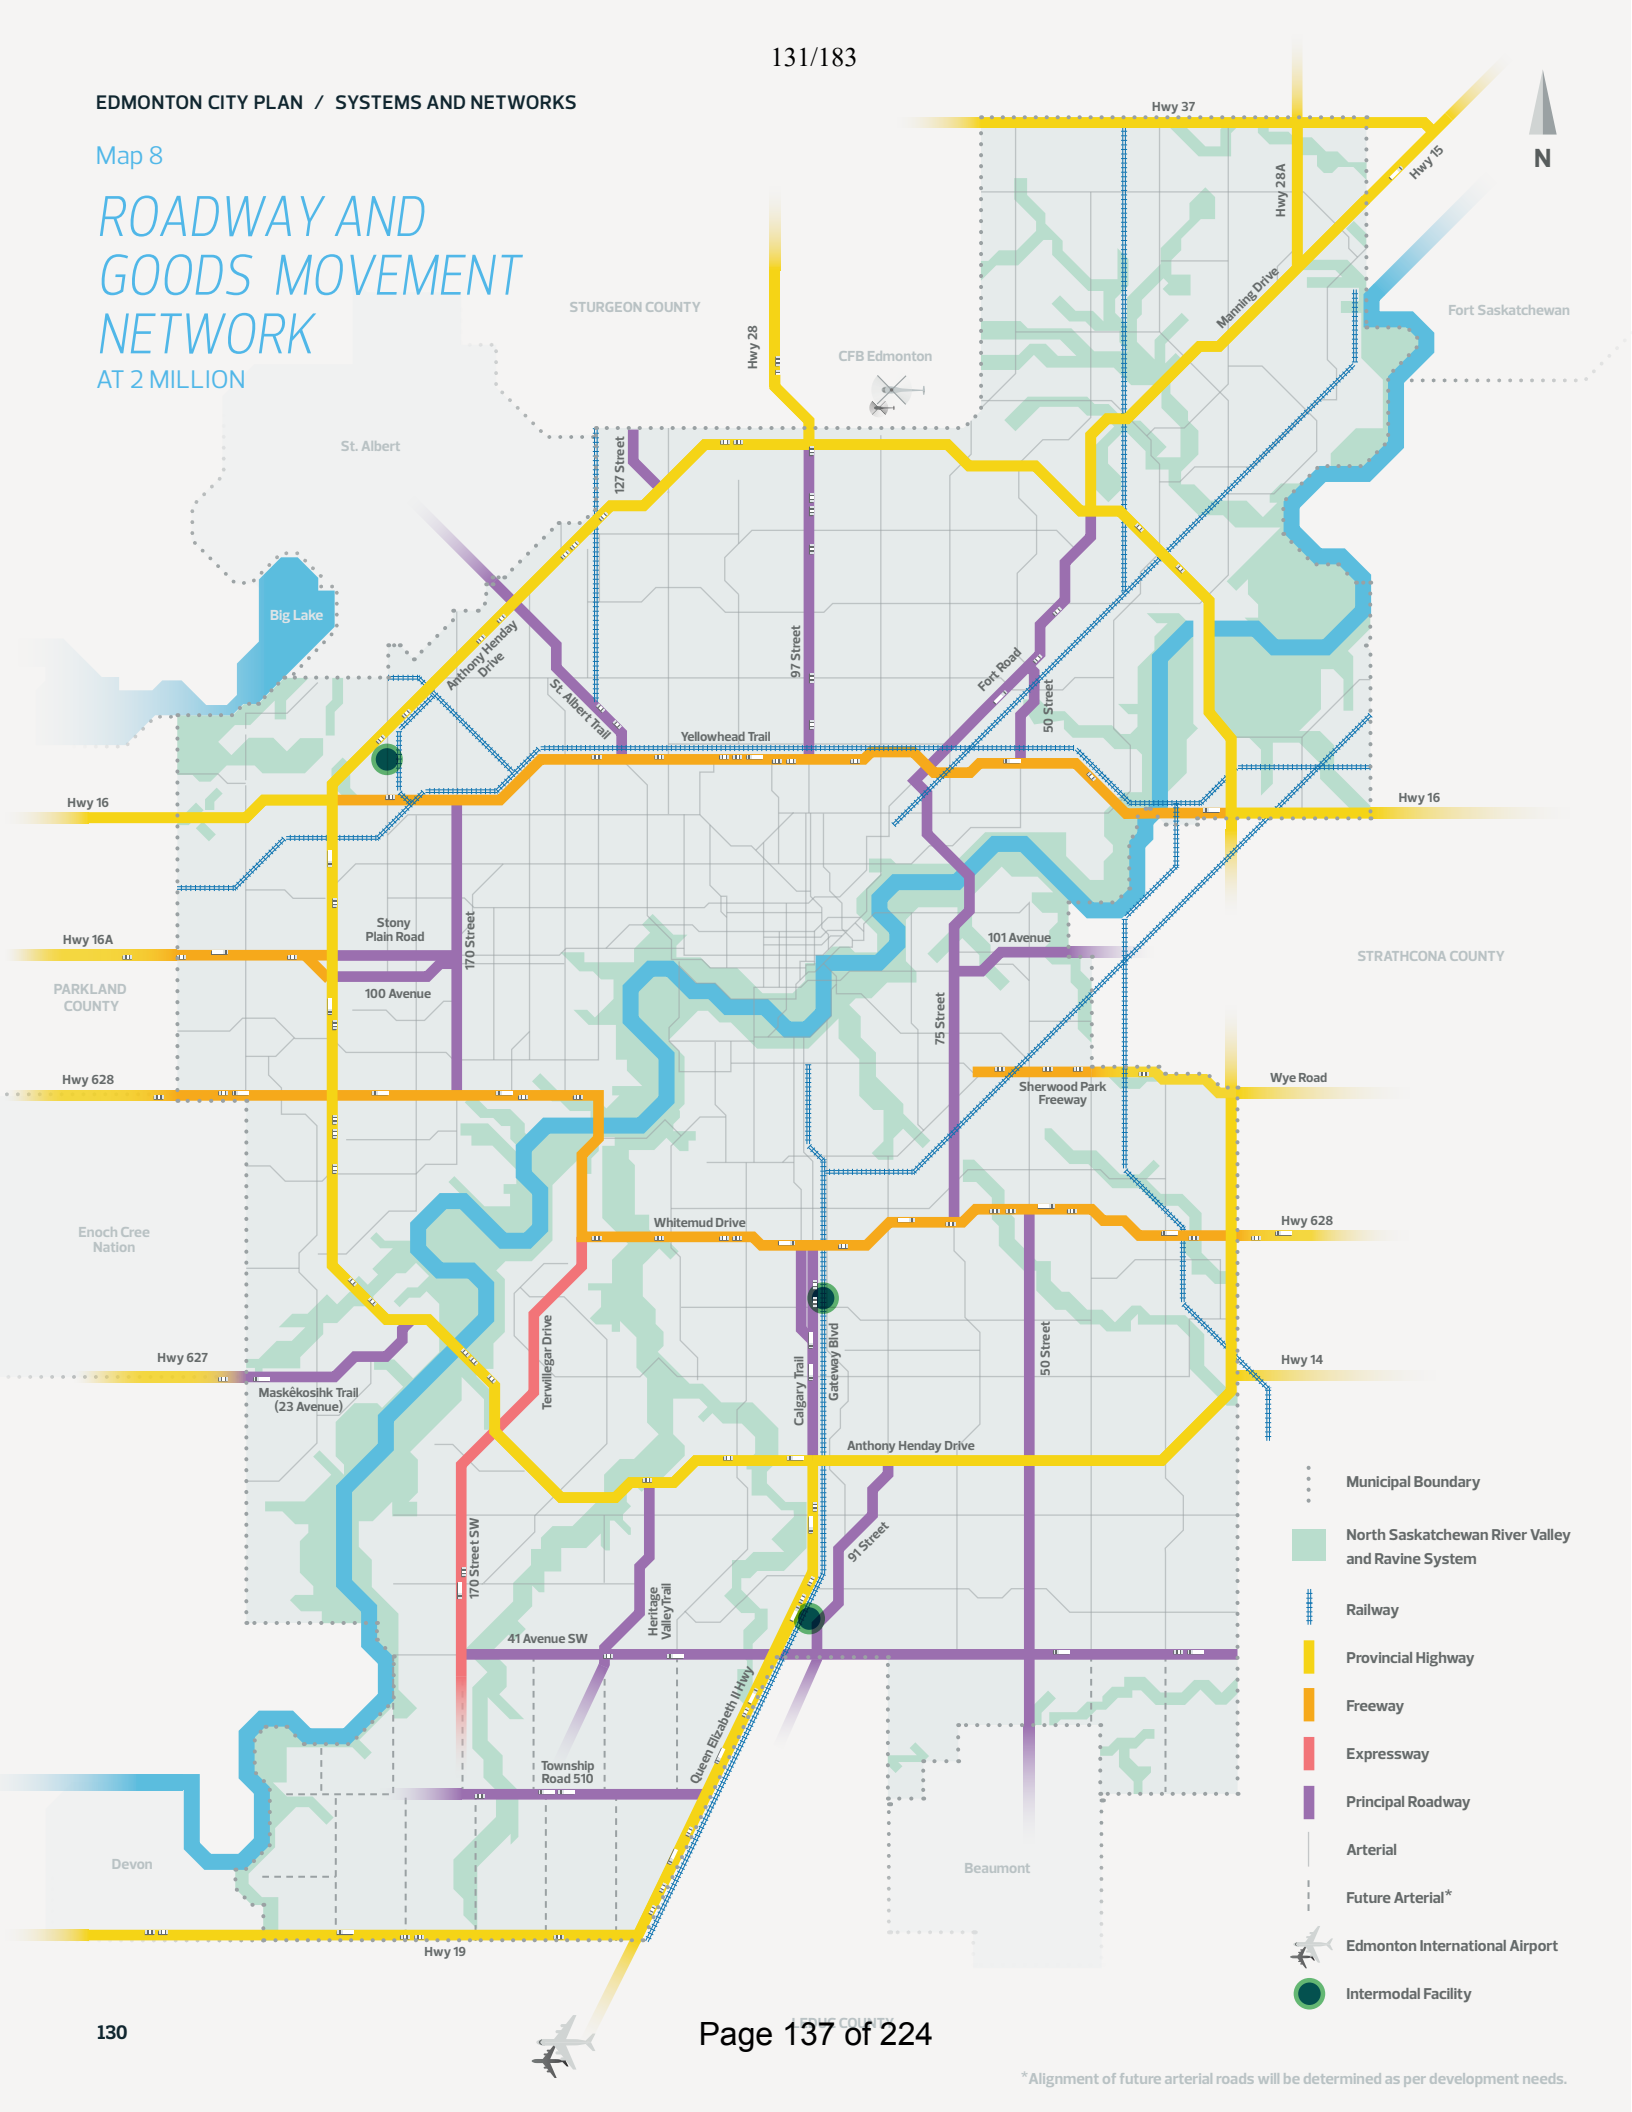 131/183
EDMONTON CITY PLAN / SYSTEMS AND NETWORKS
Map 8
ROADWAY AND
GOODS MOVEMENT
NETWORK
AT 2 MILLION
Hwy 37
Hwy 28A
Hwy 15
N
STURGEON COUNTY
Hwy 28
CFB Edmonton
Manning Drive
Fort Saskatchewan
St. Albert
127 Street
Big Lake
Anthony Henday
Drive
St. Albert Trail
97 Street
Fort Road
50 Street
Yellowhead Trail
Hwy 16
Hwy 16
Stony
Plain Road
170 Street
Hwy 16A
100 Avenue
101 Avenue
STRATHCONA COUNTY
PARKLAND
COUNTY
75 Street
Hwy 628
Sherwood Park
Freeway
Wye Road
Enoch Cree
Nation
Whitemud Drive
Hwy 628
Hwy 627
Maskêkosihk Trail
(23 Avenue)
Terwillegar Drive
Calgary Trail
Gateway Blvd
50 Street
Hwy 14
Anthony Henday Drive
170 Street SW
91 Street
Heritage
Valley Trail
41 Avenue SW
Queen Elizabeth II Hwy
Township
Road 510
Devon
Beaumont
Hwy 19
Municipal Boundary
North Saskatchewan River Valley
and Ravine System
Railway
Provincial Highway
Freeway
Expressway
Principal Roadway
Arterial
Future Arterial*
Edmonton International Airport
Intermodal Facility
LEDUC COUNTY
130
Page 137 of 224
*Alignment of future arterial roads will be determined as per development needs.